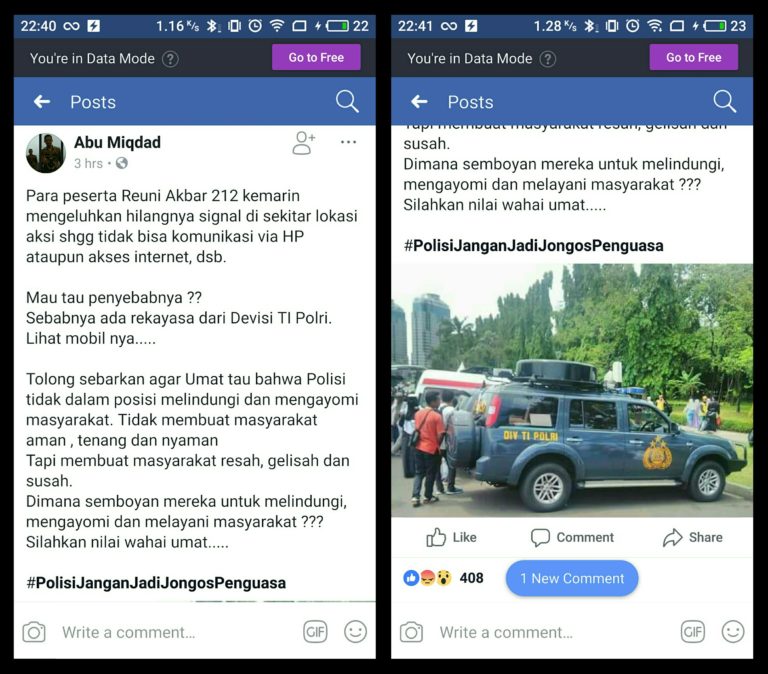 22:40 1.16 K/s 22
You're in Data Mode ? Go to Free
Posts
Abu Miqdad
3 hrs
Para peserta Reuni Akbar 212 kemarin
mengeluhkan hilangnya signal di sekitar lokasi
aksi shgg tidak bisa komunikasi via HP
ataupun akses internet, dsb.
Mau tau penyebabnya ??
Sebabnya ada rekayasa dari Devisi TI Polri.
Lihat mobil nya.....
Tolong sebarkan agar Umat tau bahwa Polisi
tidak dalam posisi melindungi dan mengayomi
masyarakat. Tidak membuat masyarakat
aman , tenang dan nyaman
Tapi membuat masyarakat resah, gelisah dan
susah.
Dimana semboyan mereka untuk melindungi,
mengayomi dan melayani masyarakat ???
Silahkan nilai wahai umat.....
#PolisiJanganJadiJongosPenguasa
Write a comment...
GIF
22:41 1.28 K/s 23
You're in Data Mode ? Go to Free
Posts
Tapi membuat masyarakat resah, gelisah dan
susah.
Dimana semboyan mereka untuk melindungi,
mengayomi dan melayani masyarakat ???
Silahkan nilai wahai umat.....
#PolisiJanganJadiJongosPenguasa
DIV TI POLRI
Like Comment Share
408 1 New Comment
Write a comment...
GIF